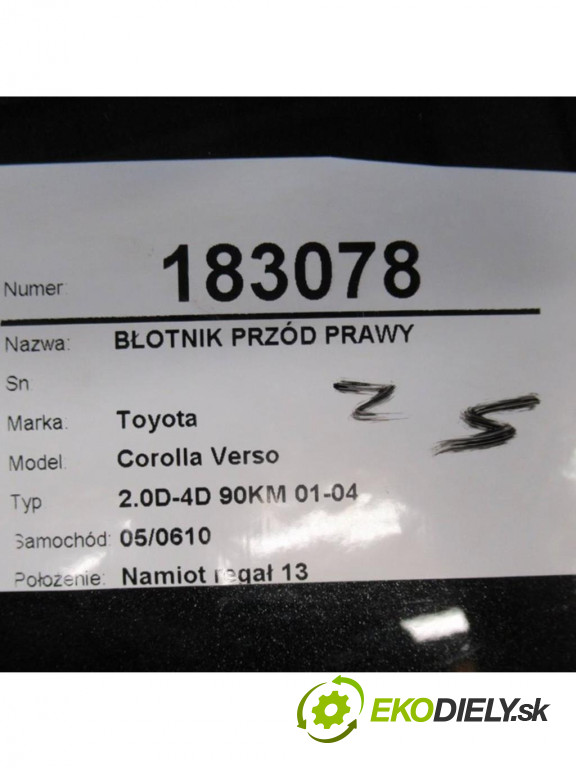 Numer: 183078
Nazwa: BŁOTNIK PRZÓD PRAWY
Sn
Marka: Toyota
Model: Corolla Verso
Typ 2.0D-4D 90KM 01-04
Samochód: 05/0610
Położenie: Namiot regał 13
Z S
EKODIELY.sk